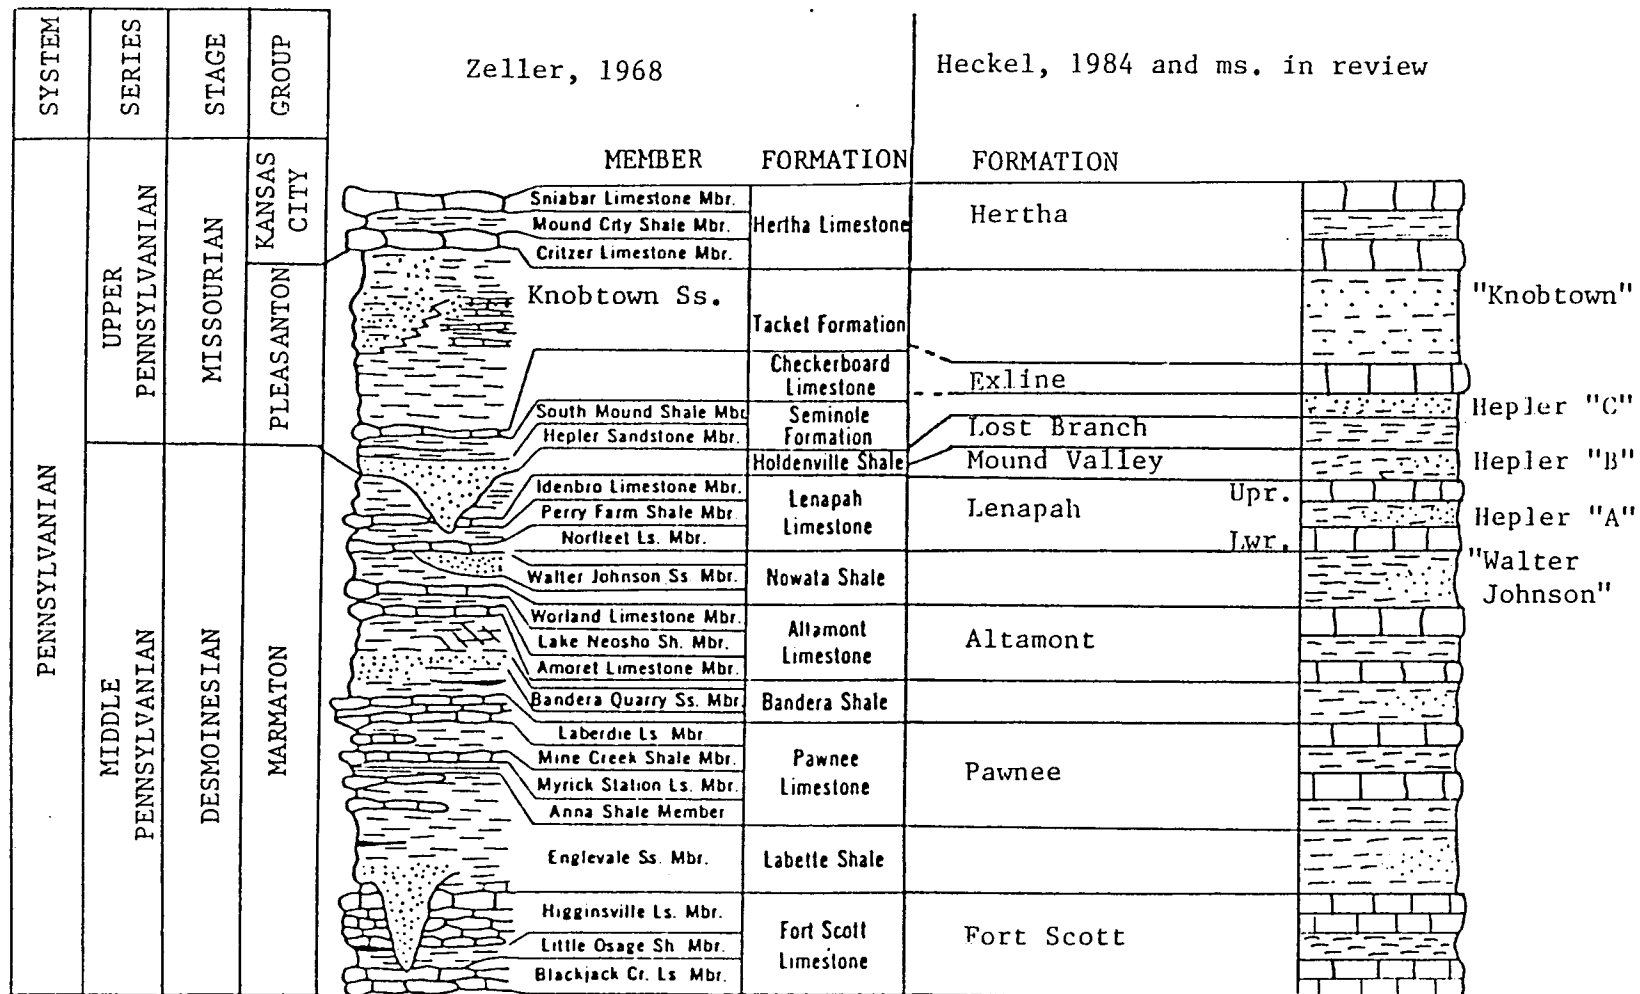 SYSTEM
SERIES
STAGE
GROUP
Zeller, 1968
Heckel, 1984 and ms. in review
MEMBER
FORMATION
FORMATION
PENNSYLVANIAN
UPPER
PENNSYLVANIAN
MIDDLE
PENNSYLVANIAN
MISSOURIAN
DESMOINESIAN
KANSAS
CITY
PLEASANTON
MARMATON
Sniabar Limestone Mbr.
Mound City Shale Mbr.
Critzer Limestone Mbr.
Knobtown Ss.
South Mound Shale Mbr
Hepler Sandstone Mbr.
Idenbro Limestone Mbr.
Perry Farm Shale Mbr.
Norfleet Ls. Mbr.
Walter Johnson Ss. Mbr.
Worland Limestone Mbr.
Lake Neosho Sh. Mbr.
Amoret Limestone Mbr.
Bandera Quarry Ss. Mbr.
Laberdie Ls. Mbr.
Mine Creek Shale Mbr.
Myrick Station Ls. Mbr.
Anna Shale Member
Englevale Ss. Mbr.
Higginsville Ls. Mbr.
Little Osage Sh. Mbr.
Blackjack Cr. Ls. Mbr.
Hertha Limestone
Tacket Formation
Checkerboard
Limestone
Seminole
Formation
Holdenville Shale
Lenapah
Limestone
Nowata Shale
Altamont
Limestone
Bandera Shale
Pawnee
Limestone
Labette Shale
Fort Scott
Limestone
Hertha
Exline
Lost Branch
Mound Valley
Lenapah
Upr.
Lwr.
Altamont
Pawnee
Fort Scott
"Knobtown"
Hepler "C"
Hepler "B"
Hepler "A"
"Walter
Johnson"